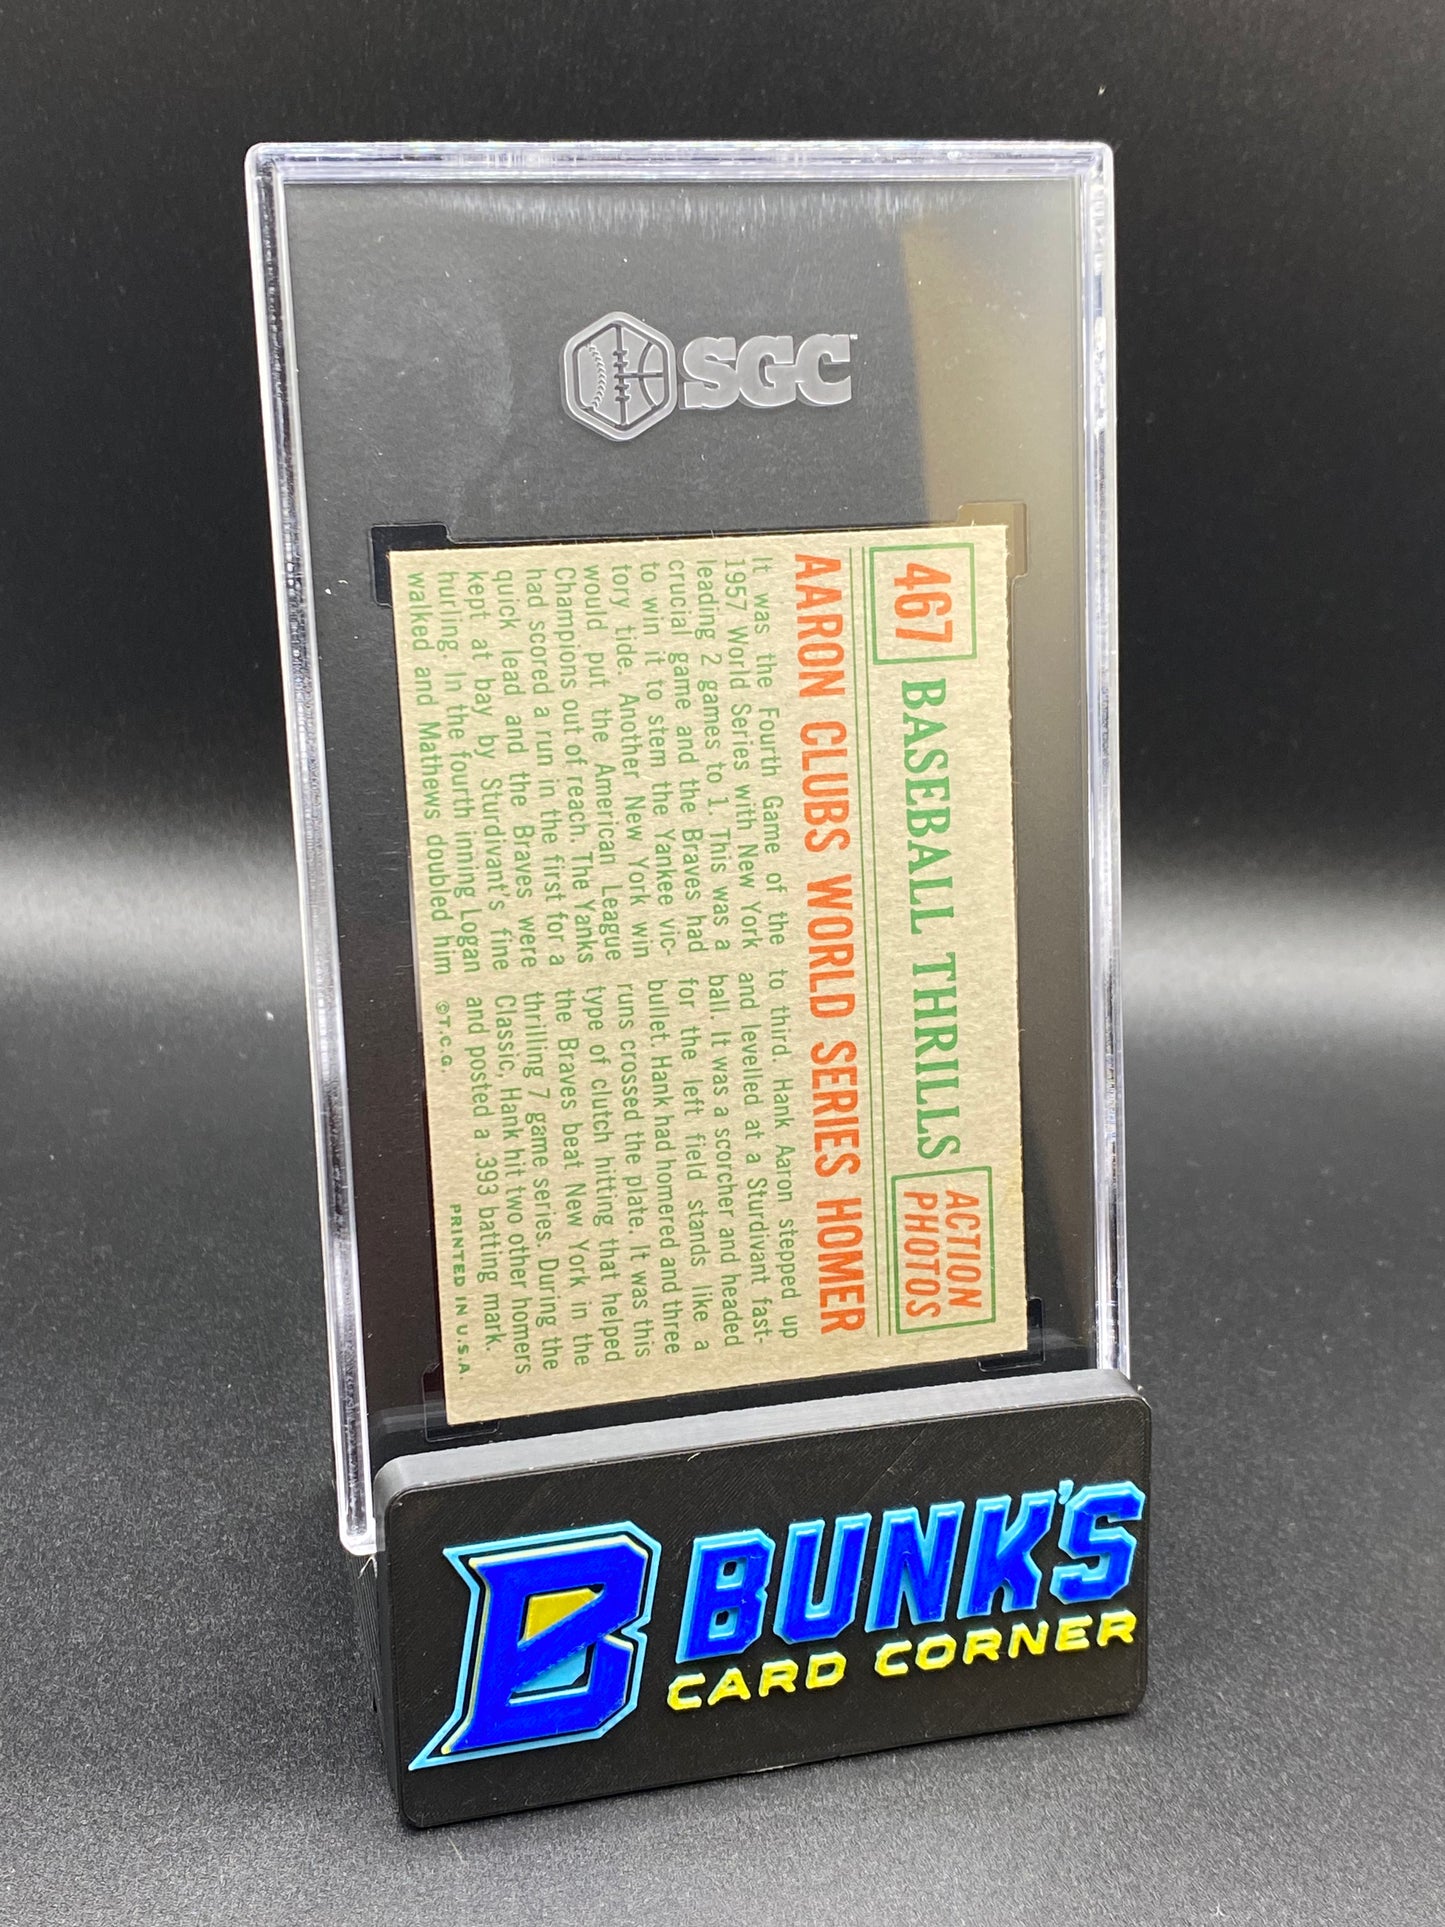 SGC™
467
BASEBALL THRILLS
ACTION
PHOTOS
AARON CLUBS WORLD SERIES HOMER
It was the Fourth Game of the
1957 World Series with New York
leading 2 games to 1. This was a
crucial game and the Braves had
to win it to stem the Yankee vic-
tory tide. Another New York win
would put the American League
Champions out of reach. The Yanks
had scored a run in the first for a
quick lead and the Braves were
kept at bay by Sturdivant's fine
hurling. In the fourth inning Logan
walked and Mathews doubled him
to third. Hank Aaron stepped up
and levelled at a Sturdivant fast-
ball. It was a scorcher and headed
for the left field stands like a
bullet. Hank had homered and three
runs crossed the plate. It was this
type of clutch hitting that helped
the Braves beat New York in the
thrilling 7 game series. During the
Classic, Hank hit two other homers
and posted a .393 batting mark.
©T.C.G.
PRINTED IN U.S.A.
B
BUNK'S
CARD CORNER